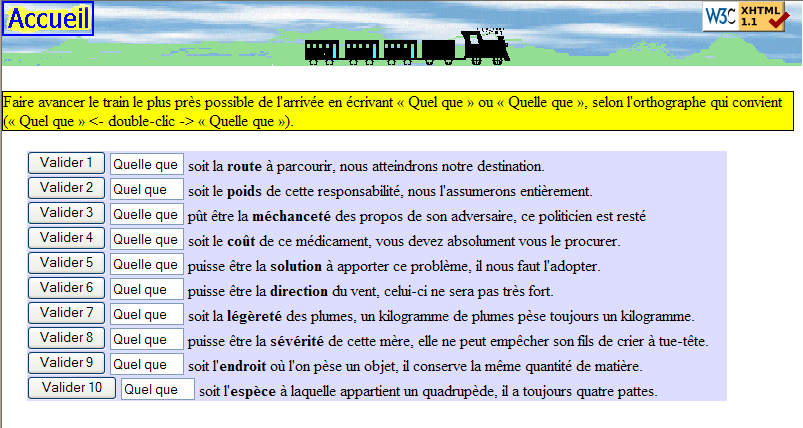 Accueil
W3C XHTML 1.1
Faire avancer le train le plus près possible de l'arrivée en écrivant « Quel que » ou « Quelle que », selon l'orthographe qui convient
(« Quel que » <- double-clic -> « Quelle que »).
Valider 1 Quelle que soit la route à parcourir, nous atteindrons notre destination.
Valider 2 Quel que soit le poids de cette responsabilité, nous l'assumerons entièrement.
Valider 3 Quelle que pût être la méchanceté des propos de son adversaire, ce politicien est resté
Valider 4 Quelle que soit le coût de ce médicament, vous devez absolument vous le procurer.
Valider 5 Quelle que puisse être la solution à apporter ce problème, il nous faut l'adopter.
Valider 6 Quel que puisse être la direction du vent, celui-ci ne sera pas très fort.
Valider 7 Quel que soit la légèreté des plumes, un kilogramme de plumes pèse toujours un kilogramme.
Valider 8 Quel que puisse être la sévérité de cette mère, elle ne peut empêcher son fils de crier à tue-tête.
Valider 9 Quel que soit l'endroit où l'on pèse un objet, il conserve la même quantité de matière.
Valider 10 Quel que soit l'espèce à laquelle appartient un quadrupède, il a toujours quatre pattes.